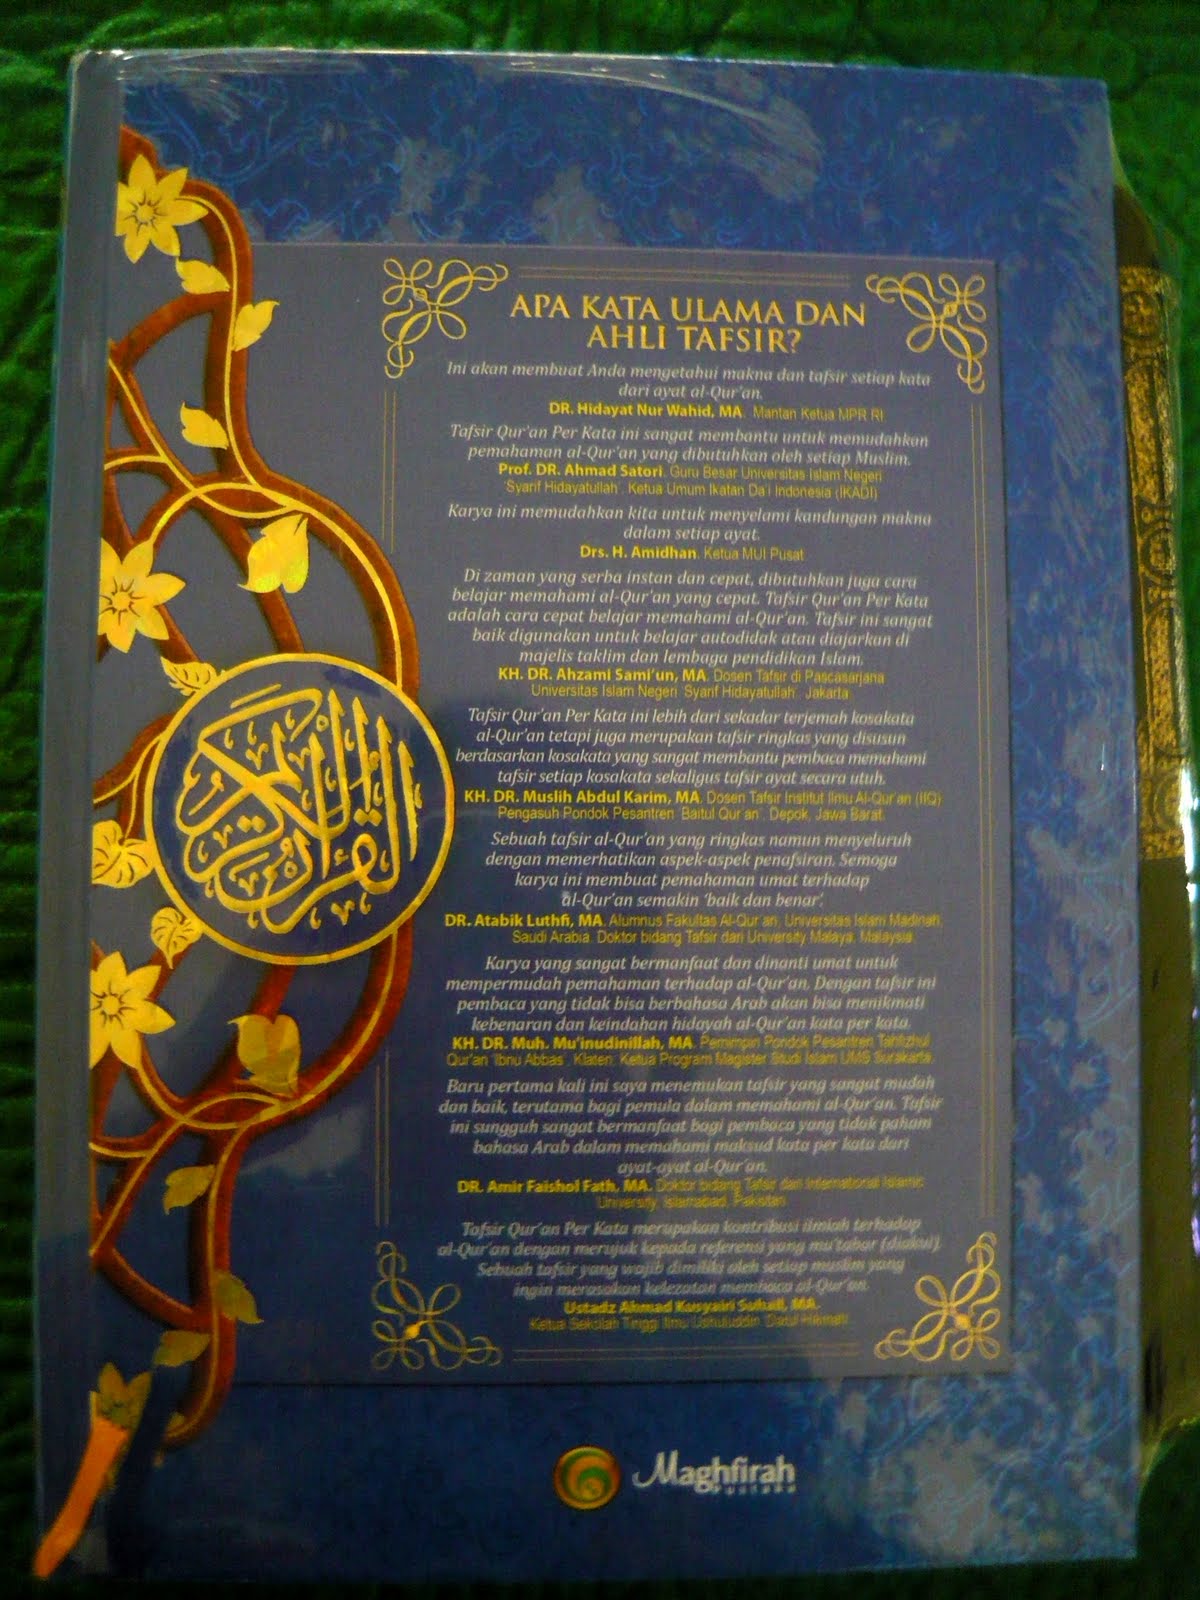 APA KATA ULAMA DAN
AHLI TAFSIR?
Ini akan membuat Anda mengetahui makna dan tafsir setiap kata
dari ayat al-Qur'an.
DR. Hidayat Nur Wahid, MA. Mantan Ketua MPR RI
Tafsir Qur'an Per Kata ini sangat membantu untuk memudahkan
pemahaman al-Qur'an yang dibutuhkan oleh setiap Muslim.
Prof. DR. Ahmad Satori. Guru Besar Universitas Islam Negeri
'Syarif Hidayatullah'. Ketua Umum Ikatan Da'i Indonesia (IKADI)
Karya ini memudahkan kita untuk menyelami kandungan makna
dalam setiap ayat.
Drs. H. Amidhan. Ketua MUI Pusat
Di zaman yang serba instan dan cepat, dibutuhkan juga cara
belajar memahami al-Qur'an yang cepat. Tafsir Qur'an Per Kata
adalah cara cepat belajar memahami al-Qur'an. Tafsir ini sangat
baik digunakan untuk belajar autodidak atau diajarkan di
majelis taklim dan lembaga pendidikan Islam.
KH. DR. Ahzami Sami'un, MA. Dosen Tafsir di Pascasarjana
Universitas Islam Negeri 'Syarif Hidayatullah'. Jakarta
Tafsir Qur'an Per Kata ini lebih dari sekadar terjemah kosakata
al-Qur'an tetapi juga merupakan tafsir ringkas yang disusun
berdasarkan kosakata yang sangat membantu pembaca memahami
tafsir setiap kosakata sekaligus tafsir ayat secara utuh.
KH. DR. Muslih Abdul Karim, MA. Dosen Tafsir Institut Ilmu Al-Qur'an (IIQ)
Pengasuh Pondok Pesantren 'Baitul Qur'an'. Depok, Jawa Barat.
Sebuah tafsir al-Qur'an yang ringkas namun menyeluruh
dengan memerhatikan aspek-aspek penafsiran. Semoga
karya ini membuat pemahaman umat terhadap
al-Qur'an semakin 'baik dan benar'.
DR. Atabik Luthfi, MA. Alumnus Fakultas Al-Qur'an, Universitas Islam Madinah,
Saudi Arabia. Doktor bidang Tafsir dari University Malaya, Malaysia.
Karya yang sangat bermanfaat dan dinanti umat untuk
mempermudah pemahaman terhadap al-Qur'an. Dengan tafsir ini
pembaca yang tidak bisa berbahasa Arab akan bisa menikmati
kebenaran dan keindahan hidayah al-Qur'an kata per kata.
KH. DR. Muh. Mu'inudinillah, MA. Pemimpin Pondok Pesantren Tahfizhul
Qur'an 'Ibnu Abbas'. Klaten. Ketua Program Magister Studi Islam UMS Surakarta.
Baru pertama kali ini saya menemukan tafsir yang sangat mudah
dan baik, terutama bagi pemula dalam memahami al-Qur'an. Tafsir
ini sungguh sangat bermanfaat bagi pembaca yang tidak paham
bahasa Arab dalam memahami maksud kata per kata dari
ayat-ayat al-Qur'an.
DR. Amir Faishol Fath, MA. Doktor bidang Tafsir dari International Islamic
University, Islamabad, Pakistan
Tafsir Qur'an Per Kata merupakan kontribusi ilmiah terhadap
al-Qur'an dengan merujuk kepada referensi yang mu'tabar (diakui).
Sebuah tafsir yang wajib dimiliki oleh setiap muslim yang
ingin merasakan kelezatan membaca al-Qur'an.
Ustadz Ahmad Kusyairi Suhail, MA.
Ketua Sekolah Tinggi Ilmu Ushuluddin 'Darul Hikmah'
القرآن الكريم
Maghfirah
PUSTAKA